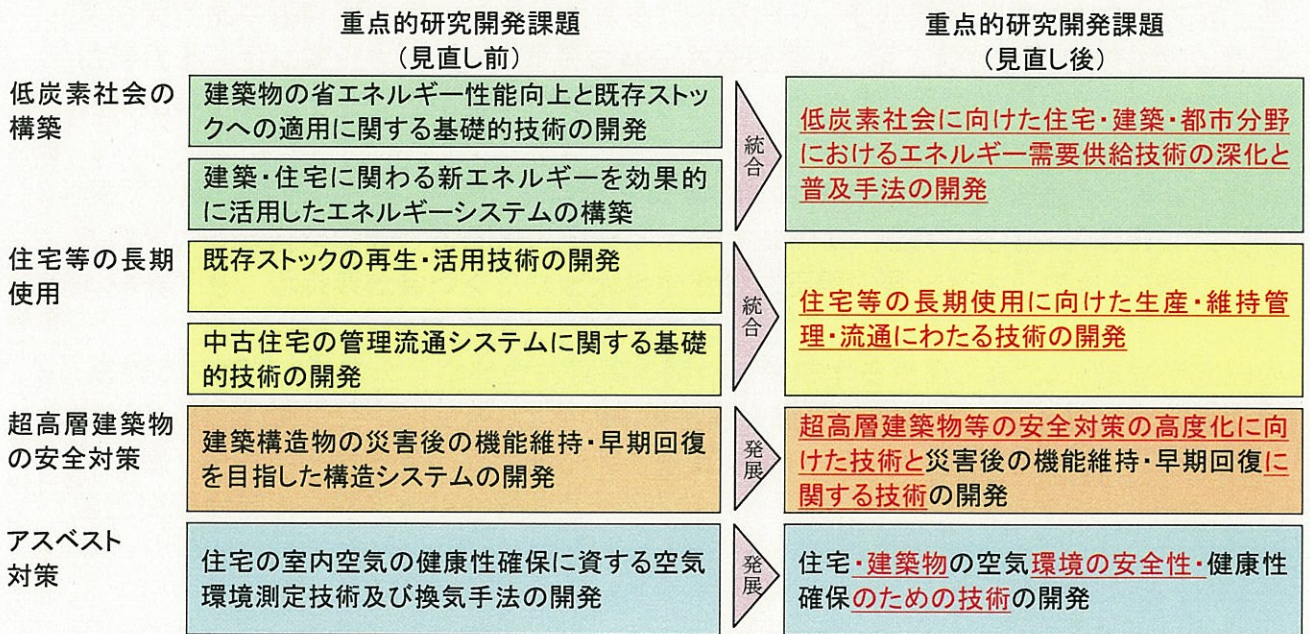 重点的研究開発課題
(見直し前)
重点的研究開発課題
(見直し後)
低炭素社会の
構築
建築物の省エネルギー性能向上と既存ストッ
クへの適用に関する基礎的技術の開発
建築・住宅に関わる新エネルギーを効果的
に活用したエネルギーシステムの構築
統合
低炭素社会に向けた住宅・建築・都市分野
におけるエネルギー需要供給技術の深化と
普及手法の開発
住宅等の長期
使用
既存ストックの再生・活用技術の開発
中古住宅の管理流通システムに関する基礎
的技術の開発
統合
住宅等の長期使用に向けた生産・維持管
理・流通にわたる技術の開発
超高層建築物
の安全対策
建築構造物の災害後の機能維持・早期回復
を目指した構造システムの開発
発展
超高層建築物等の安全対策の高度化に向
けた技術と災害後の機能維持・早期回復に
関する技術の開発
アスベスト
対策
住宅の室内空気の健康性確保に資する空気
環境測定技術及び換気手法の開発
発展
住宅・建築物の空気環境の安全性・健康性
確保のための技術の開発